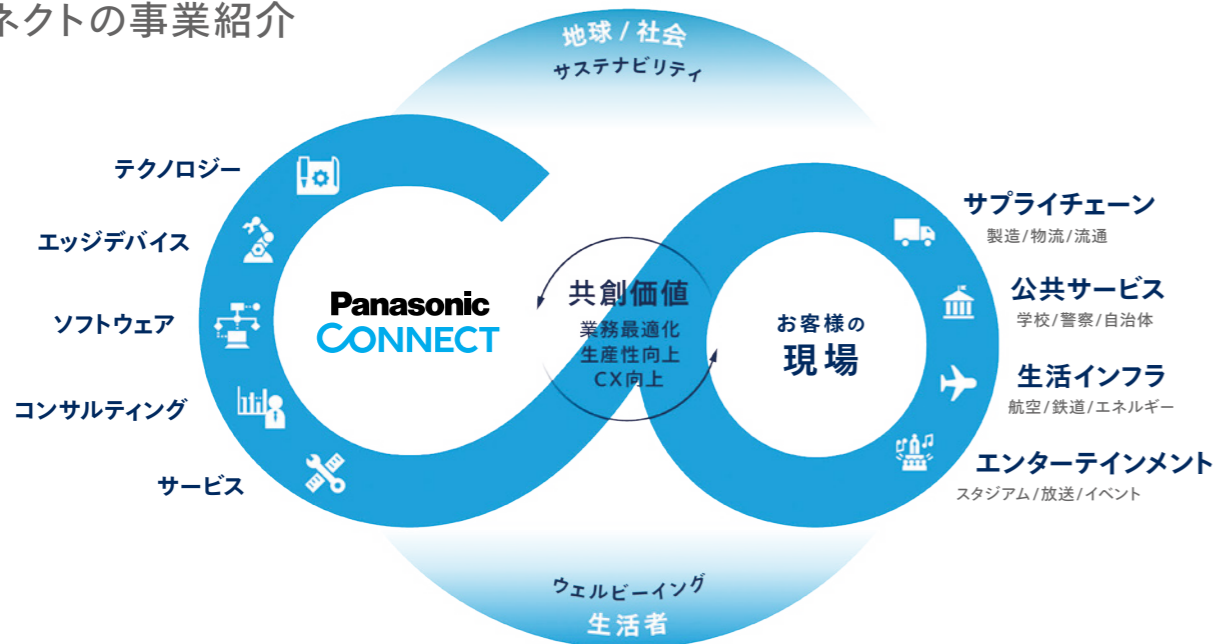 ネクトの事業紹介
地球 / 社会
サステナビリティ
テクノロジー
エッジデバイス
ソフトウェア
コンサルティング
サービス
Panasonic
CONNECT
共創価値
業務最適化
生産性向上
CX向上
お客様の
現場
サプライチェーン
製造/物流/流通
公共サービス
学校/警察/自治体
生活インフラ
航空/鉄道/エネルギー
エンターテインメント
スタジアム/放送/イベント
ウェルビーイング
生活者